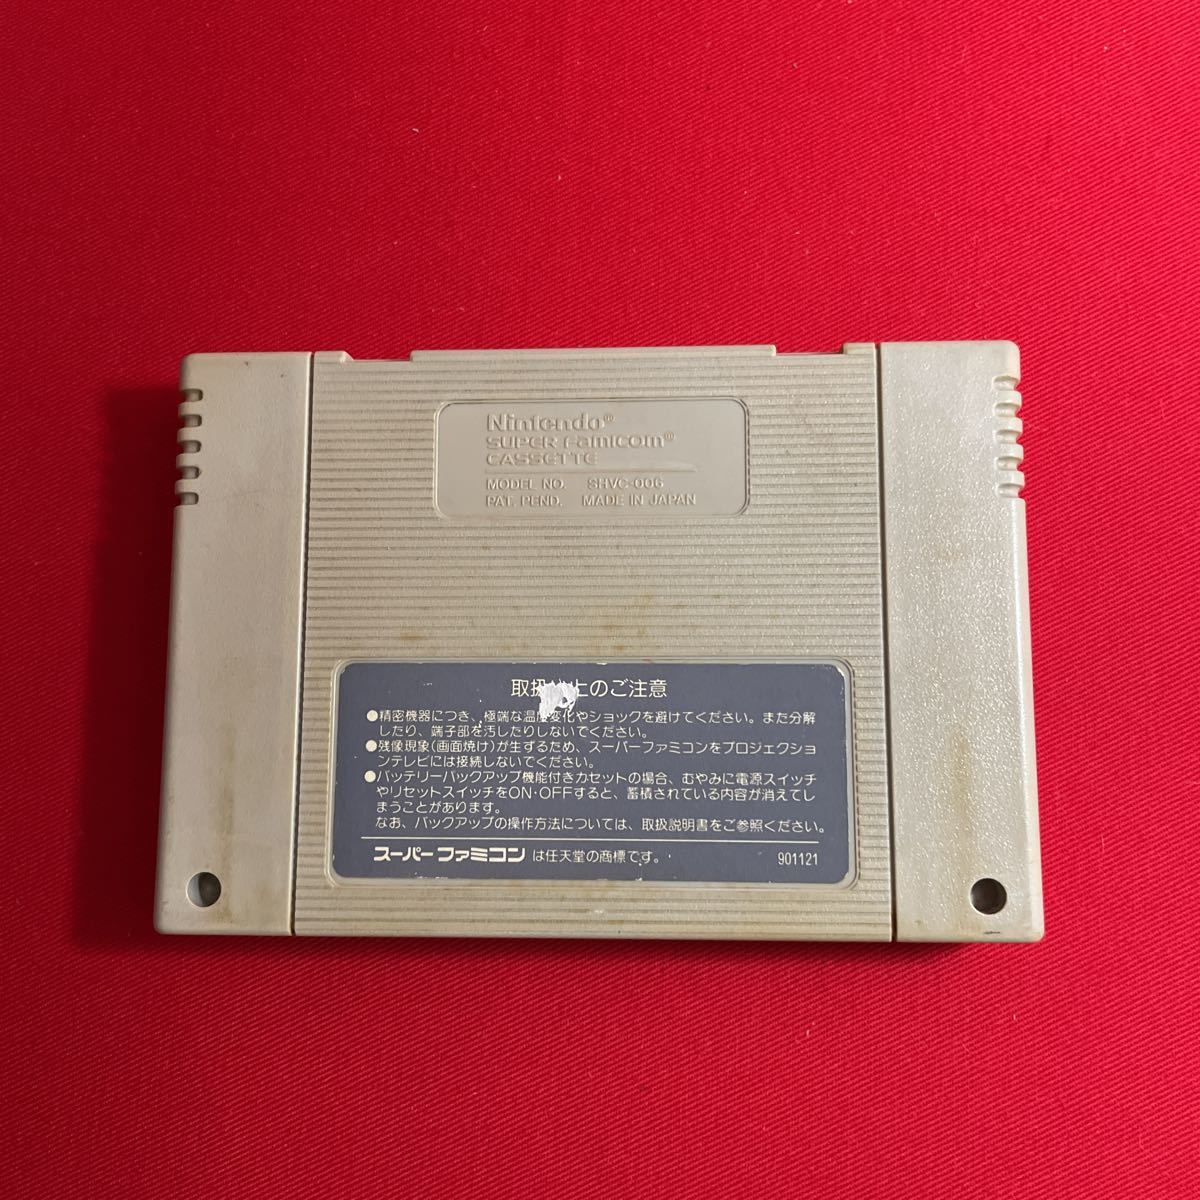 Nintendo®
SUPER Famicom®
CASSETTE
MODEL NO. SHVC-006
PAT. PEND. MADE IN JAPAN
取扱上のご注意
●精密機器につき、極端な温度変化やショックを避けてください。また分解
したり、端子部を汚したりしないでください。
●残像現象(画面焼け)が生ずるため、スーパーファミコンをプロジェクショ
ンテレビには接続しないでください。
●バッテリーバックアップ機能付きカセットの場合、むやみに電源スイッチ
やリセットスイッチをON・OFFすると、蓄積されている内容が消えてし
まうことがあります。
なお、バックアップの操作方法については、取扱説明書をご参照ください。
スーパーファミコン は任天堂の商標です。 901121